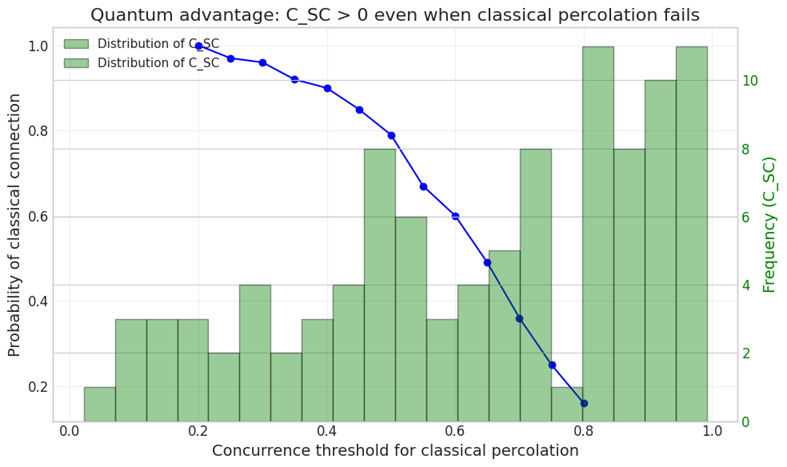 Quantum advantage: C_SC > 0 even when classical percolation fails
Distribution of C_SC
Distribution of C_SC
Probability of classical connection
1.0
0.8
0.6
0.4
0.2
0.0
0.2
0.4
0.6
0.8
1.0
Concurrence threshold for classical percolation
10
8
6
4
2
0
Frequency (C_SC)